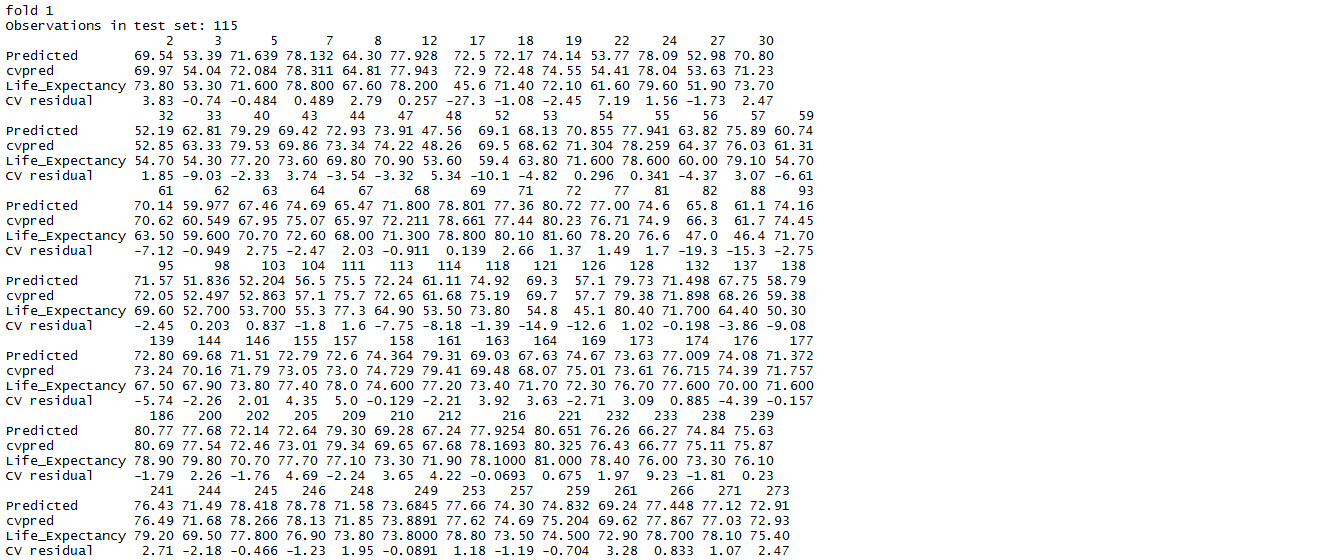 fold 1
Observations in test set: 115
2 3 5 7 8 12 17 18 19 22 24 27 30
Predicted 69.54 53.39 71.639 78.132 64.30 77.928 72.5 72.17 74.14 53.77 78.09 52.98 70.80
cvpred 69.97 54.04 72.084 78.311 64.81 77.943 72.9 72.48 74.55 54.41 78.04 53.63 71.23
Life_Expectancy 73.80 53.30 71.600 78.800 67.60 78.200 45.6 71.40 72.10 61.60 79.60 51.90 73.70
CV residual 3.83 -0.74 -0.484 0.489 2.79 0.257 -27.3 -1.08 -2.45 7.19 1.56 -1.73 2.47
32 33 40 43 44 47 48 52 53 54 55 56 57 59
Predicted 52.19 62.81 79.29 69.42 72.93 73.91 47.56 69.1 68.13 70.855 77.941 63.82 75.89 60.74
cvpred 52.85 63.33 79.53 69.86 73.34 74.22 48.26 69.5 68.62 71.304 78.259 64.37 76.03 61.31
Life_Expectancy 54.70 54.30 77.20 73.60 69.80 70.90 53.60 59.4 63.80 71.600 78.600 60.00 79.10 54.70
CV residual 1.85 -9.03 -2.33 3.74 -3.54 -3.32 5.34 -10.1 -4.82 0.296 0.341 -4.37 3.07 -6.61
61 62 63 64 67 68 69 71 72 77 81 82 88 93
Predicted 70.14 59.977 67.46 74.69 65.47 71.800 78.801 77.36 80.72 77.00 74.6 65.8 61.1 74.16
cvpred 70.62 60.549 67.95 75.07 65.97 72.211 78.661 77.44 80.23 76.71 74.9 66.3 61.7 74.45
Life_Expectancy 63.50 59.600 70.70 72.60 68.00 71.300 78.800 80.10 81.60 78.20 76.6 47.0 46.4 71.70
CV residual -7.12 -0.949 2.75 -2.47 2.03 -0.911 0.139 2.66 1.37 1.49 1.7 -19.3 -15.3 -2.75
95 98 103 104 111 113 114 118 121 126 128 132 137 138
Predicted 71.57 51.836 52.204 56.5 75.5 72.24 61.11 74.92 69.3 57.1 79.73 71.498 67.75 58.79
cvpred 72.05 52.497 52.863 57.1 75.7 72.65 61.68 75.19 69.7 57.7 79.38 71.898 68.26 59.38
Life_Expectancy 69.60 52.700 53.700 55.3 77.3 64.90 53.50 73.80 54.8 45.1 80.40 71.700 64.40 50.30
CV residual -2.45 0.203 0.837 -1.8 1.6 -7.75 -8.18 -1.39 -14.9 -12.6 1.02 -0.198 -3.86 -9.08
139 144 146 155 157 158 161 163 164 169 173 174 176 177
Predicted 72.80 69.68 71.51 72.79 72.6 74.364 79.31 69.03 67.63 74.67 73.63 77.009 74.08 71.372
cvpred 73.24 70.16 71.79 73.05 73.0 74.729 79.41 69.48 68.07 75.01 73.61 76.715 74.39 71.757
Life_Expectancy 67.50 67.90 73.80 77.40 78.0 74.600 77.20 73.40 71.70 72.30 76.70 77.600 70.00 71.600
CV residual -5.74 -2.26 2.01 4.35 5.0 -0.129 -2.21 3.92 3.63 -2.71 3.09 0.885 -4.39 -0.157
186 200 202 205 209 210 212 216 221 232 233 238 239
Predicted 80.77 77.68 72.14 72.64 79.30 69.28 67.24 77.9254 80.651 76.26 66.27 74.84 75.63
cvpred 80.69 77.54 72.46 73.01 79.34 69.65 67.68 78.1693 80.325 76.43 66.77 75.11 75.87
Life_Expectancy 78.90 79.80 70.70 77.70 77.10 73.30 71.90 78.1000 81.000 78.40 76.00 73.30 76.10
CV residual -1.79 2.26 -1.76 4.69 -2.24 3.65 4.22 -0.0693 0.675 1.97 9.23 -1.81 0.23
241 244 245 246 248 249 253 257 259 261 266 271 273
Predicted 76.43 71.49 78.418 78.78 71.58 73.6845 77.66 74.30 74.832 69.24 77.448 77.12 72.91
cvpred 76.49 71.68 78.266 78.13 71.85 73.8891 77.62 74.69 75.204 69.62 77.867 77.03 72.93
Life_Expectancy 79.20 69.50 77.800 76.90 73.80 73.8000 78.80 73.50 74.500 72.90 78.700 78.10 75.40
CV residual 2.71 -2.18 -0.466 -1.23 1.95 -0.0891 1.18 -1.19 -0.704 3.28 0.833 1.07 2.47